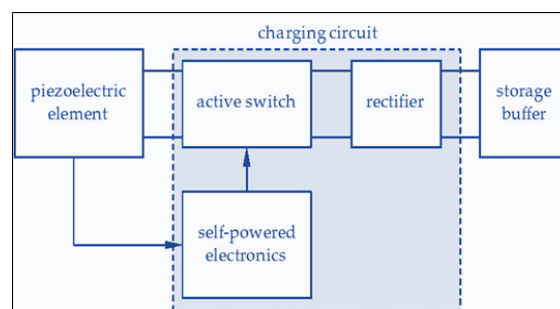 charging circuit
piezoelectric
element
active switch
rectifier
storage
buffer
self-powered
electronics